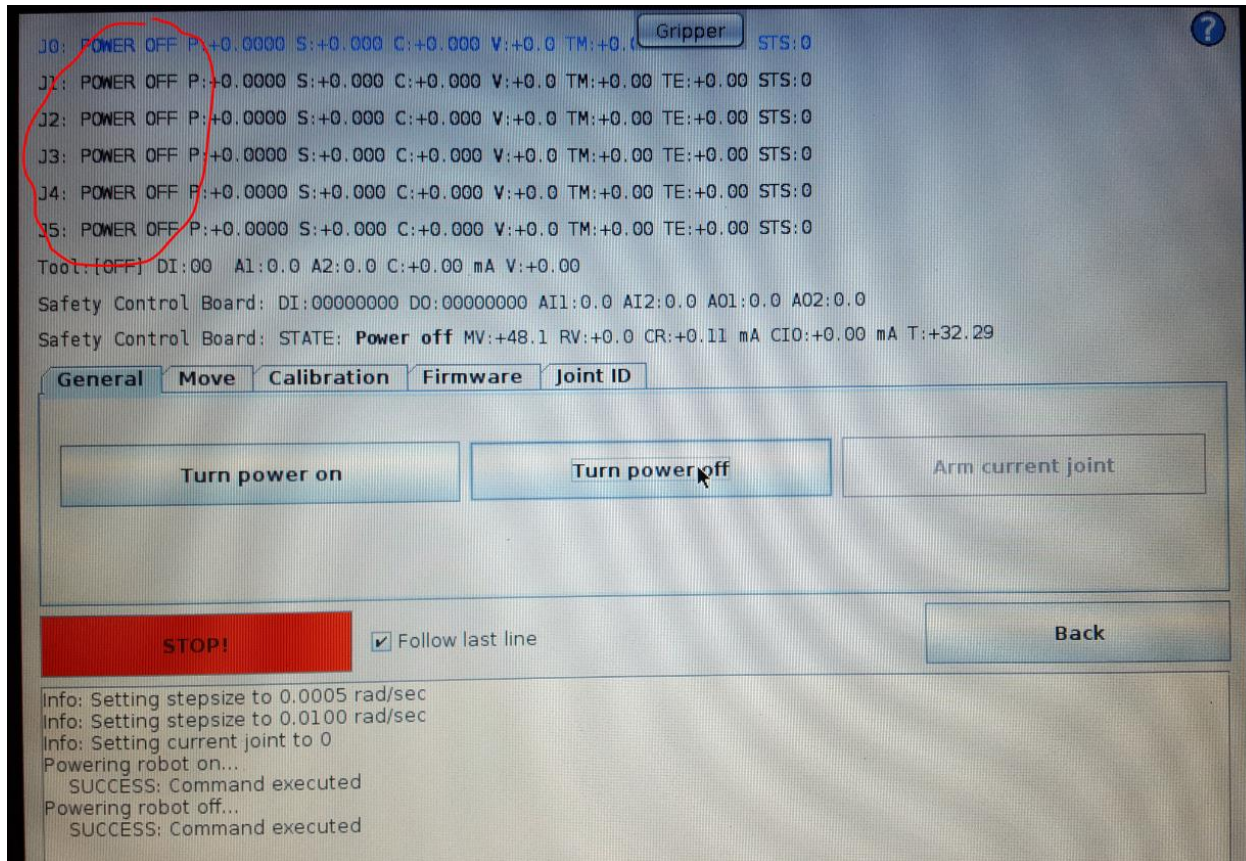 Gripper
?
J0: POWER OFF P:+0.0000 S:+0.000 C:+0.000 V:+0.0 TM:+0. STS:0
J1: POWER OFF P:+0.0000 S:+0.000 C:+0.000 V:+0.0 TM:+0.00 TE:+0.00 STS:0
J2: POWER OFF P:+0.0000 S:+0.000 C:+0.000 V:+0.0 TM:+0.00 TE:+0.00 STS:0
J3: POWER OFF P:+0.0000 S:+0.000 C:+0.000 V:+0.0 TM:+0.00 TE:+0.00 STS:0
J4: POWER OFF P:+0.0000 S:+0.000 C:+0.000 V:+0.0 TM:+0.00 TE:+0.00 STS:0
J5: POWER OFF P:+0.0000 S:+0.000 C:+0.000 V:+0.0 TM:+0.00 TE:+0.00 STS:0
Tool:[OFF] DI:00 A1:0.0 A2:0.0 C:+0.00 mA V:+0.00
Safety Control Board: DI:00000000 DO:00000000 AI1:0.0 AI2:0.0 AO1:0.0 AO2:0.0
Safety Control Board: STATE: Power off MV:+48.1 RV:+0.0 CR:+0.11 mA CIO:+0.00 mA T:+32.29
General Move Calibration Firmware Joint ID
Turn power on Turn power off Arm current joint
STOP! Follow last line Back
Info: Setting stepsize to 0.0005 rad/sec
Info: Setting stepsize to 0.0100 rad/sec
Info: Setting current joint to 0
Powering robot on...
SUCCESS: Command executed
Powering robot off...
SUCCESS: Command executed